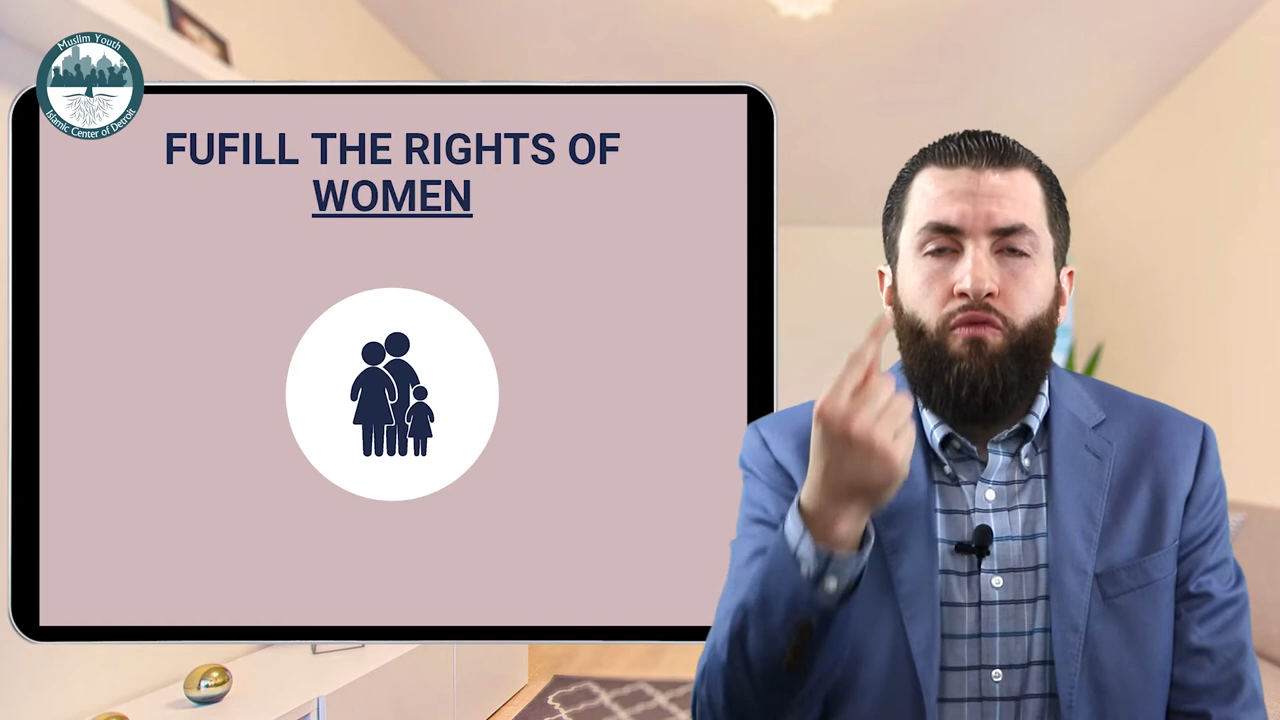 Muslim Youth
Islamic Center of Detroit
FUFILL THE RIGHTS OF
WOMEN